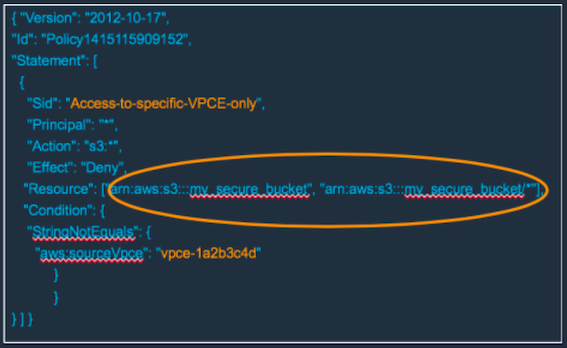 { "Version": "2012-10-17",
"Id": "Policy1415115909152",
"Statement": [
{
"Sid": "Access-to-specific-VPCE-only",
"Principal": "*",
"Action": "s3:*",
"Effect": "Deny",
"Resource": ["arn:aws:s3:::my_secure_bucket", "arn:aws:s3:::my_secure_bucket/*"],
"Condition": {
"StringNotEquals": {
"aws:sourceVpce": "vpce-1a2b3c4d"
}
}
} ] }